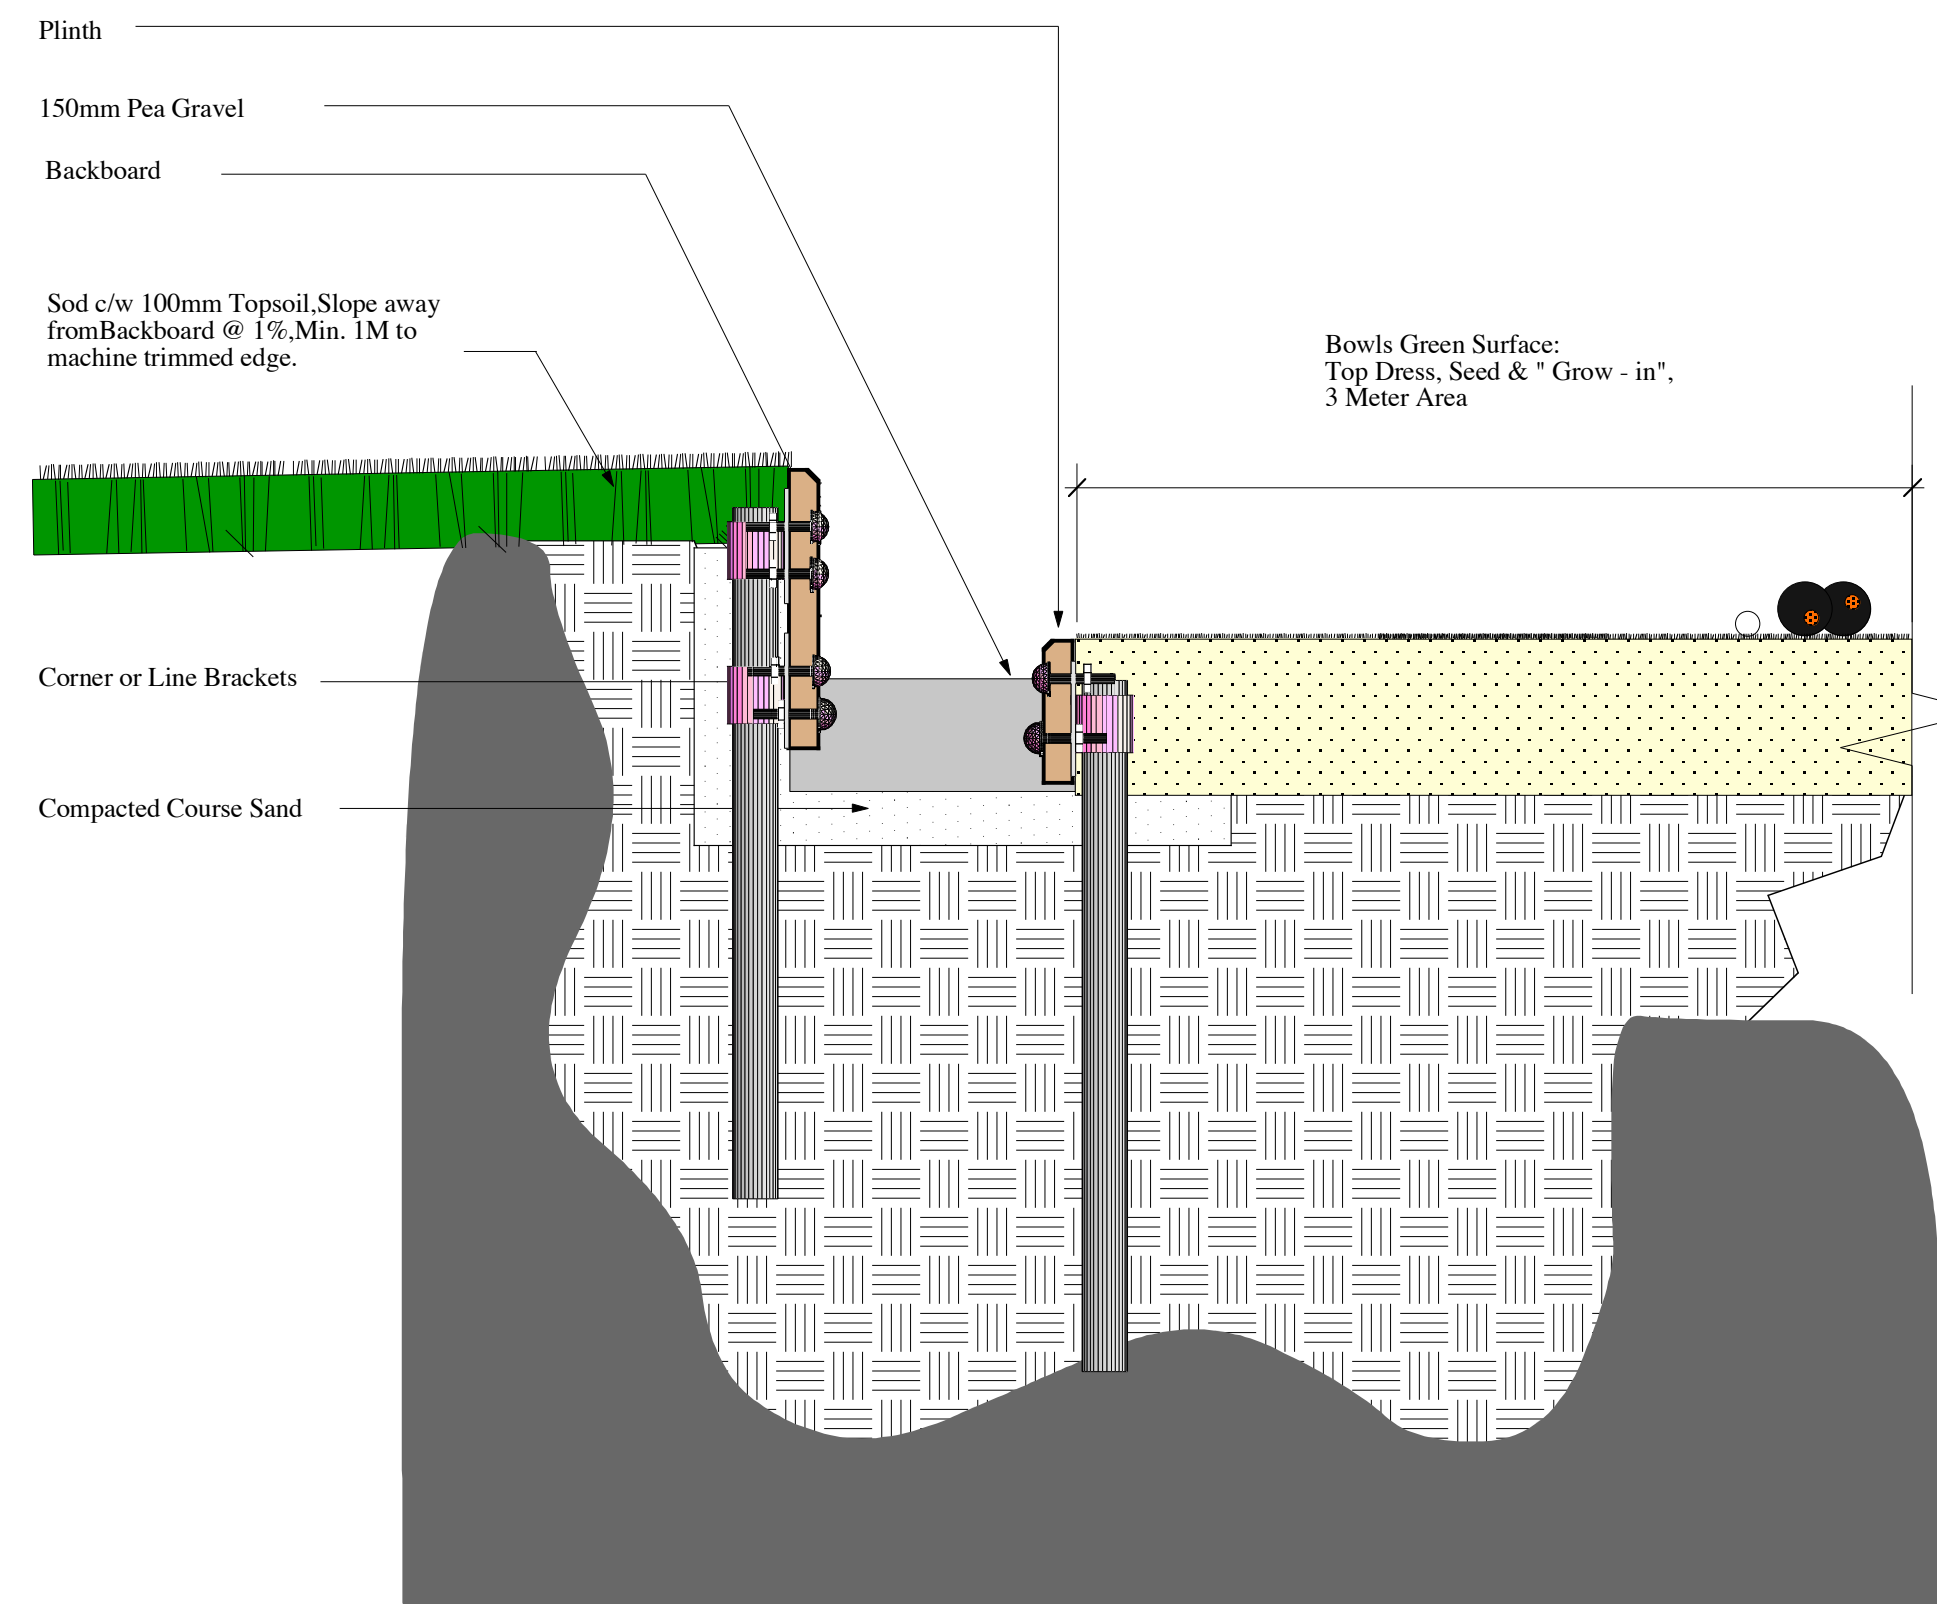 Plinth
150mm Pea Gravel
Backboard
Sod c/w 100mm Topsoil,Slope away
fromBackboard @ 1%,Min. 1M to
machine trimmed edge.
Bowls Green Surface:
Top Dress, Seed & " Grow - in",
3 Meter Area
Corner or Line Brackets
Compacted Course Sand